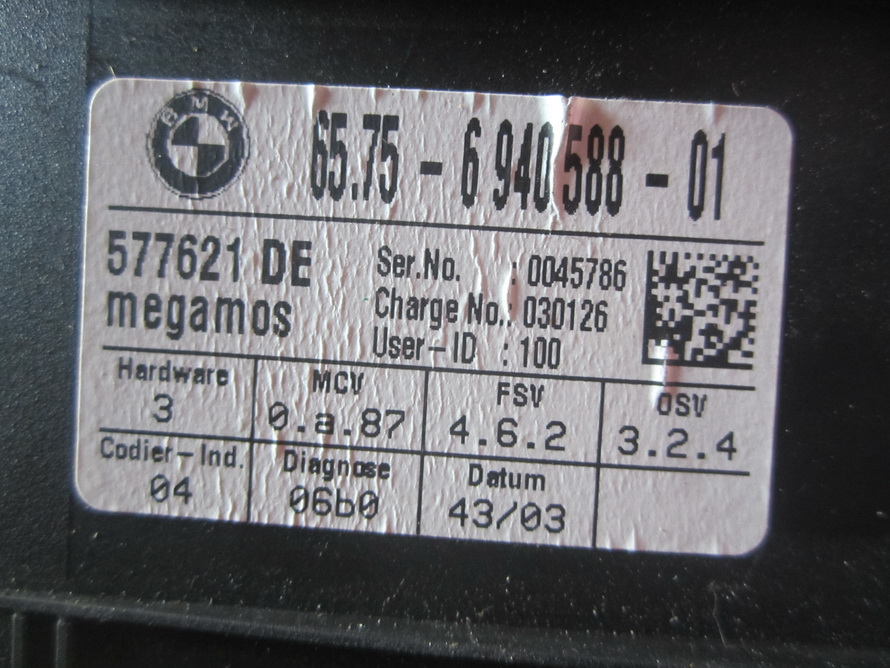 BMW
65.75 - 6 940 588 - 01
577621 DE
megamos
Ser.No. : 0045786
Charge No.: 030126
User-ID : 100
Hardware MCV FSV OSV
3 0.a.87 4.6.2 3.2.4
Codier-Ind. Diagnose Datum
04 06b0 43/03